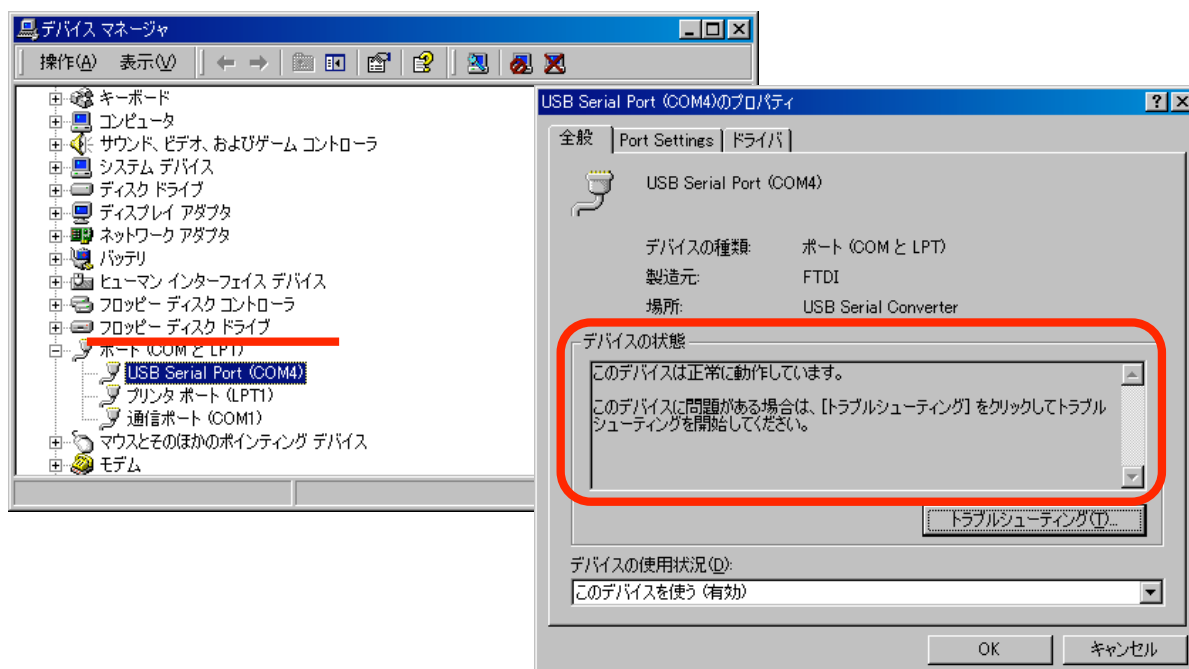 デバイス マネージャ
操作(A) 表示(V)
キーボード
コンピュータ
サウンド、ビデオ、およびゲーム コントローラ
システム デバイス
ディスク ドライブ
ディスプレイ アダプタ
ネットワーク アダプタ
バッテリ
ヒューマン インターフェイス デバイス
フロッピー ディスク コントローラ
フロッピー ディスク ドライブ
ポート (COM と LPT)
USB Serial Port (COM4)
プリンタ ポート (LPT1)
通信ポート (COM1)
マウスとそのほかのポインティング デバイス
モデム
USB Serial Port (COM4)のプロパティ
全般 Port Settings ドライバ
USB Serial Port (COM4)
デバイスの種類: ポート (COM と LPT)
製造元: FTDI
場所: USB Serial Converter
デバイスの状態
このデバイスは正常に動作しています。
このデバイスに問題がある場合は、[トラブルシューティング] をクリックしてトラブル
シューティングを開始してください。
トラブルシューティング(T)...
デバイスの使用状況(D):
このデバイスを使う (有効)
OK キャンセル